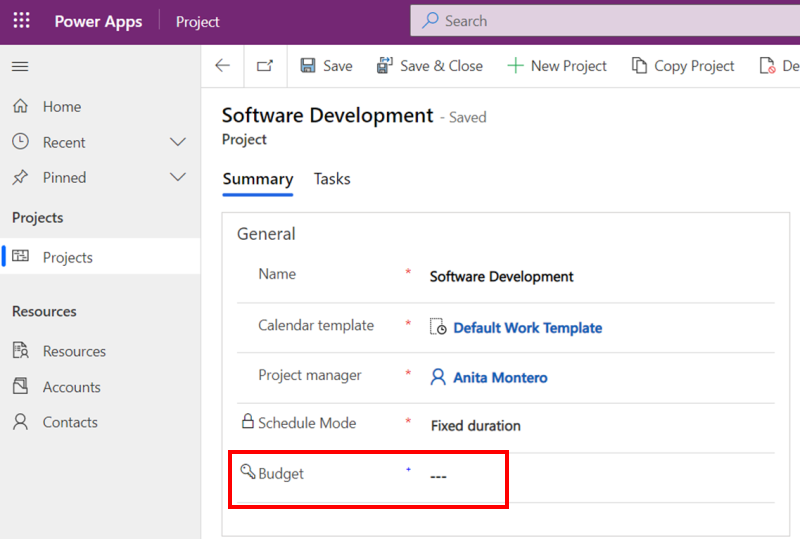 Power Apps Project Search
Save Save & Close New Project Copy Project De
Home
Recent
Pinned
Projects
Projects
Resources
Resources
Accounts
Contacts
Software Development - Saved
Project
Summary Tasks
General
Name * Software Development
Calendar template * Default Work Template
Project manager * Anita Montero
Schedule Mode * Fixed duration
Budget + ---